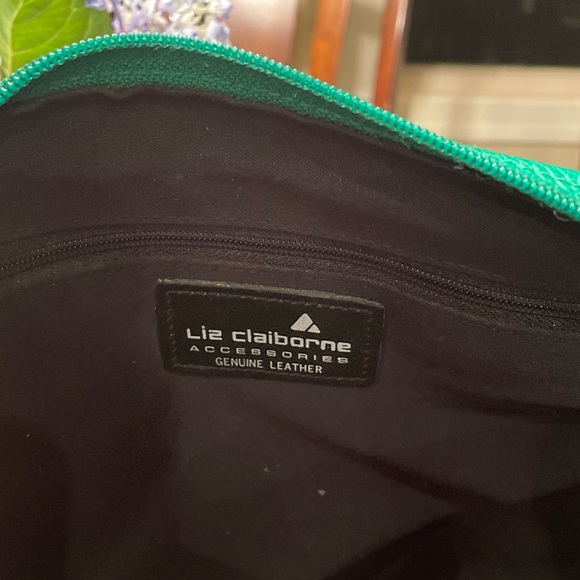 Liz claiborne
ACCESSORIES
GENUINE LEATHER